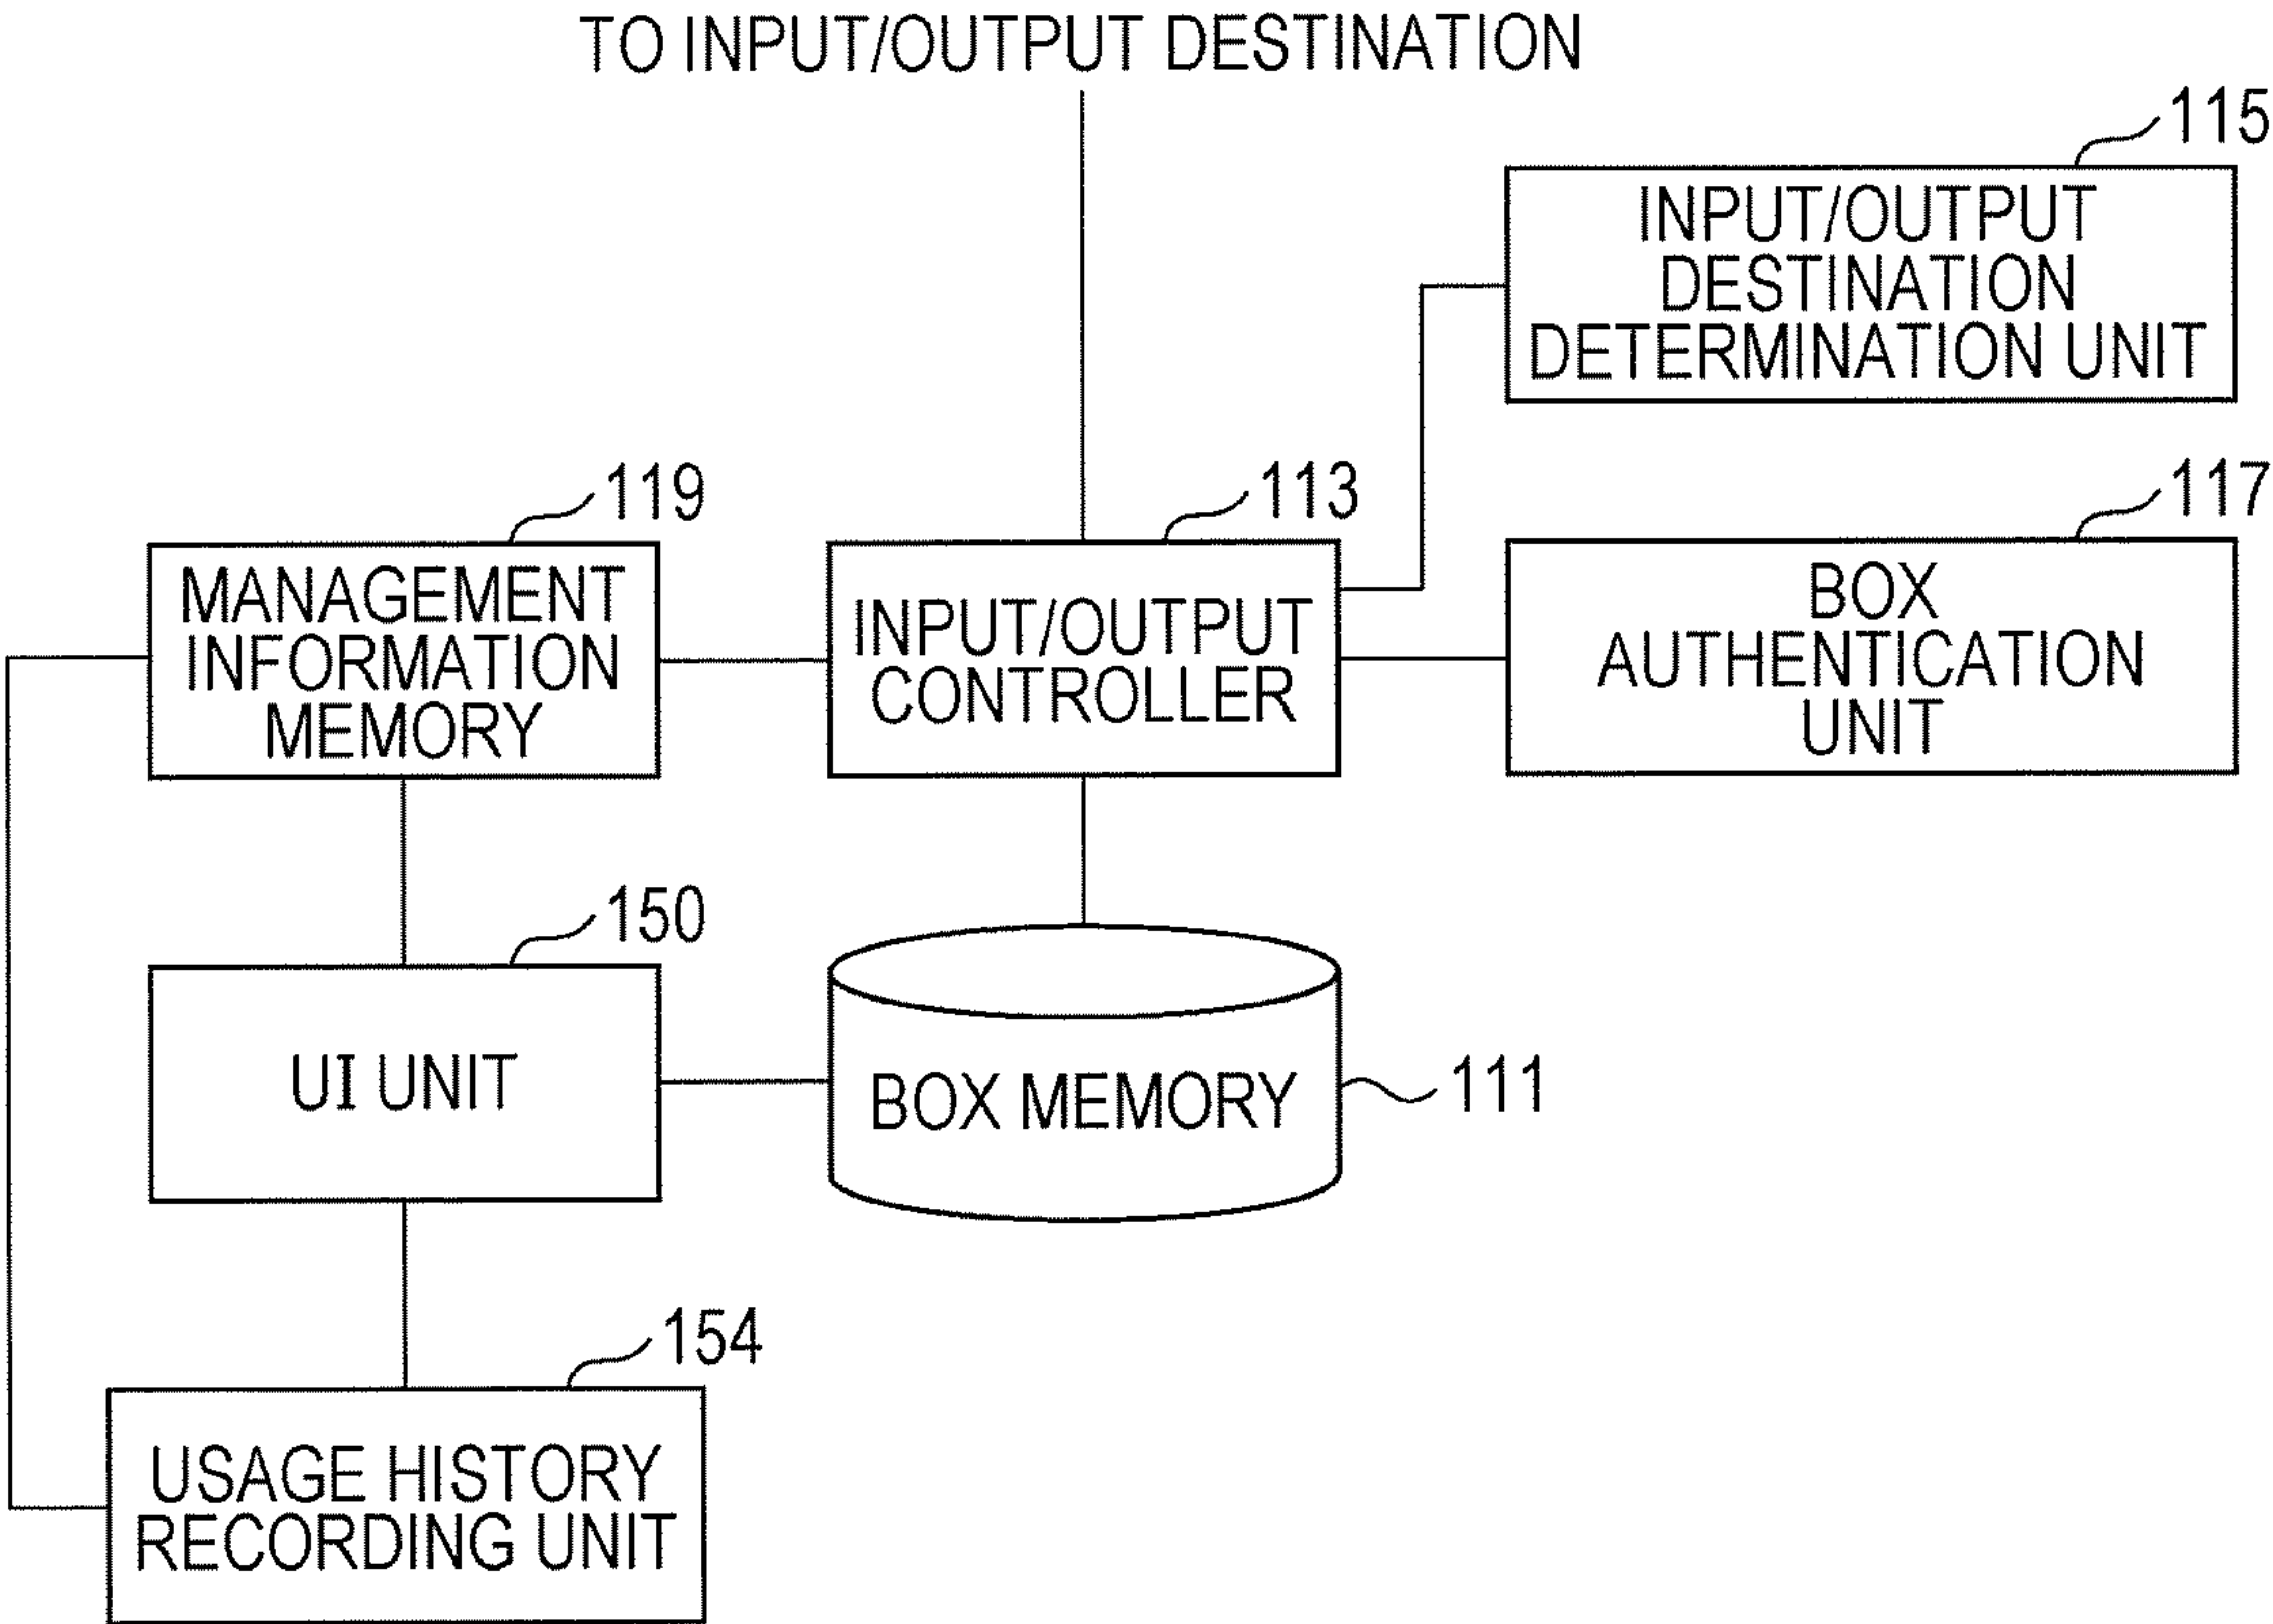 TO INPUT/OUTPUT DESTINATION
115
INPUT/OUTPUT
DESTINATION
DETERMINATION UNIT
119
MANAGEMENT
INFORMATION
MEMORY
113
INPUT/OUTPUT
CONTROLLER
117
BOX
AUTHENTICATION
UNIT
150
UI UNIT
BOX MEMORY
111
154
USAGE HISTORY
RECORDING UNIT